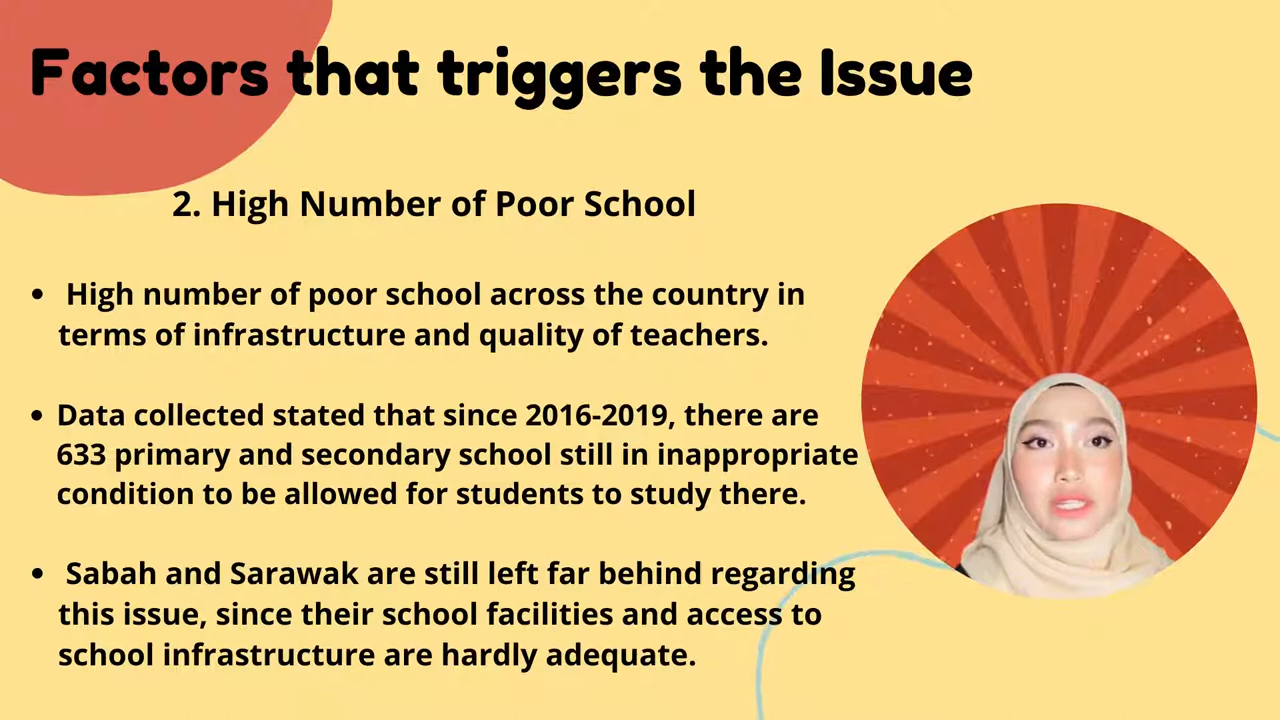 Factors that triggers the Issue
2. High Number of Poor School
• High number of poor school across the country in
terms of infrastructure and quality of teachers.
• Data collected stated that since 2016-2019, there are
633 primary and secondary school still in inappropriate
condition to be allowed for students to study there.
• Sabah and Sarawak are still left far behind regarding
this issue, since their school facilities and access to
school infrastructure are hardly adequate.